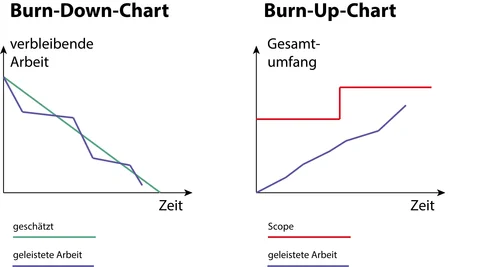 Burn-Down-Chart
verbleibende
Arbeit
Zeit
geschätzt
geleistete Arbeit
Burn-Up-Chart
Gesamt-
umfang
Zeit
Scope
geleistete Arbeit